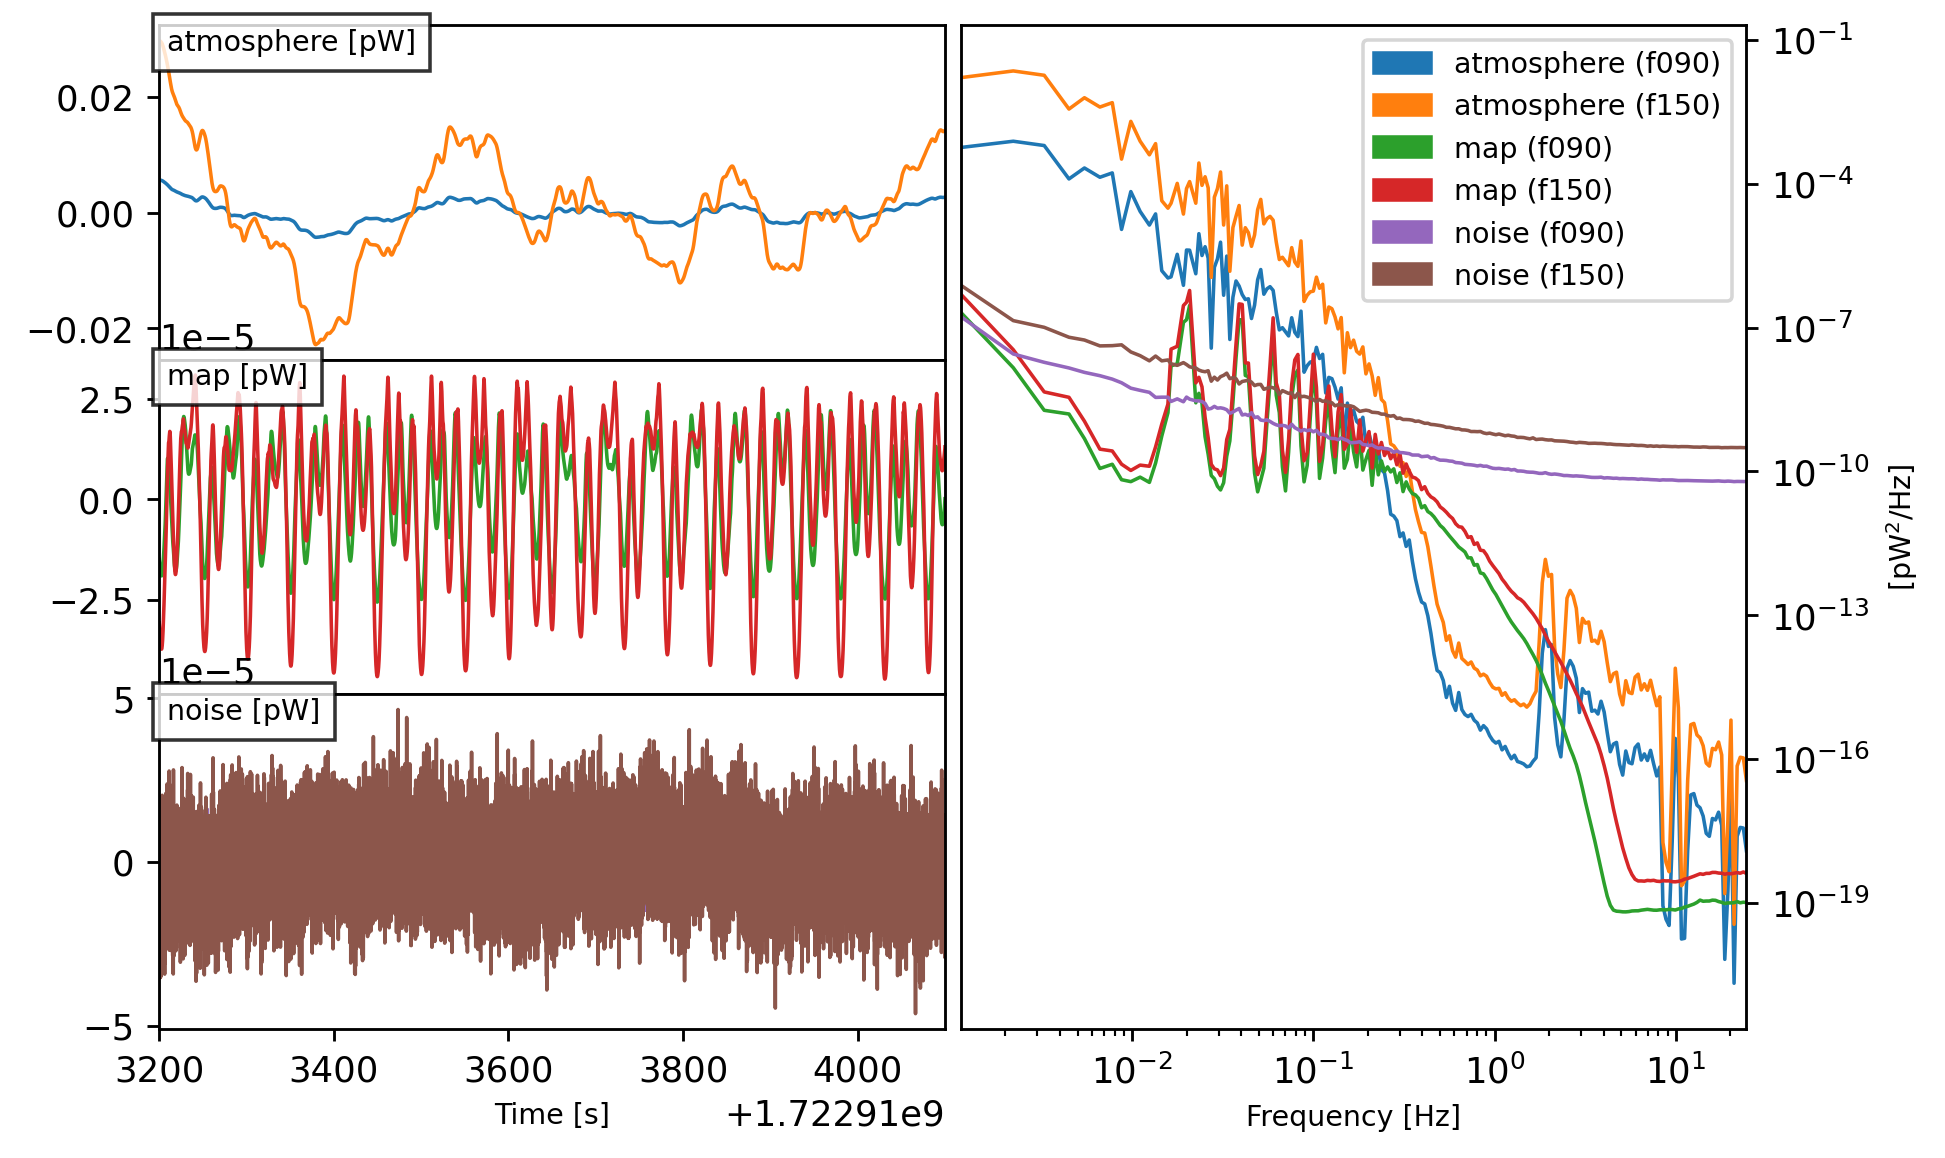 atmosphere [pW]
0.02
0.00
−0.02
1e−5
map [pW]
2.5
0.0
−2.5
1e−5
noise [pW]
5
0
−5
3200 3400 3600 3800 4000
Time [s]
+1.72291e9
atmosphere (f090)
atmosphere (f150)
map (f090)
map (f150)
noise (f090)
noise (f150)
10⁻¹
10⁻⁴
10⁻⁷
10⁻¹⁰
10⁻¹³
10⁻¹⁶
10⁻¹⁹
[pW²/Hz]
10⁻² 10⁻¹ 10⁰ 10¹
Frequency [Hz]